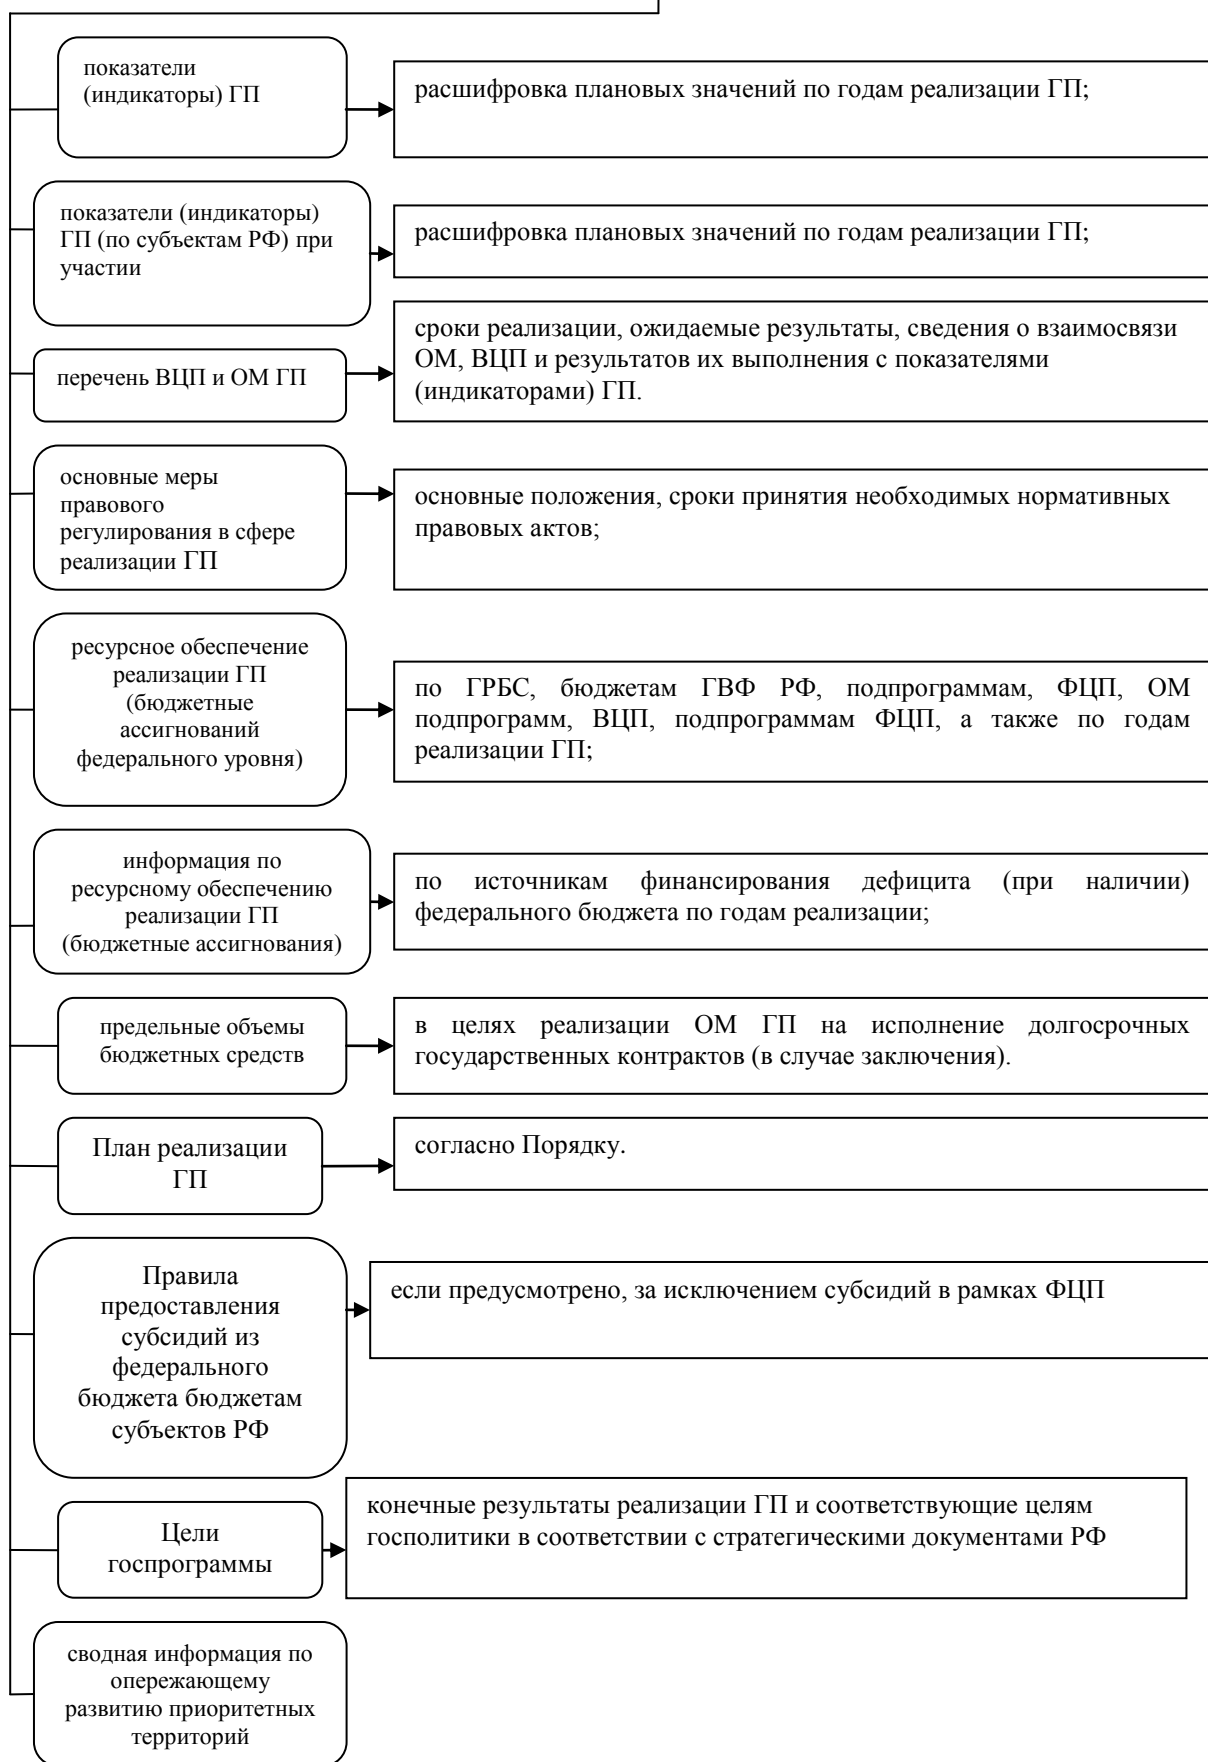 показатели
(индикаторы) ГП
расшифровка плановых значений по годам реализации ГП;
показатели (индикаторы)
ГП (по субъектам РФ) при
участии
расшифровка плановых значений по годам реализации ГП;
перечень ВЦП и ОМ ГП
сроки реализации, ожидаемые результаты, сведения о взаимосвязи
ОМ, ВЦП и результатов их выполнения с показателями
(индикаторами) ГП.
основные меры
правового
регулирования в сфере
реализации ГП
основные положения, сроки принятия необходимых нормативных
правовых актов;
ресурсное обеспечение
реализации ГП
(бюджетные
ассигнований
федерального уровня)
по ГРБС, бюджетам ГВФ РФ, подпрограммам, ФЦП, ОМ
подпрограмм, ВЦП, подпрограммам ФЦП, а также по годам
реализации ГП;
информация по
ресурсному обеспечению
реализации ГП
(бюджетные ассигнования)
по источникам финансирования дефицита (при наличии)
федерального бюджета по годам реализации;
предельные объемы
бюджетных средств
в целях реализации ОМ ГП на исполнение долгосрочных
государственных контрактов (в случае заключения).
План реализации
ГП
согласно Порядку.
Правила
предоставления
субсидий из
федерального
бюджета бюджетам
субъектов РФ
если предусмотрено, за исключением субсидий в рамках ФЦП
Цели
госпрограммы
конечные результаты реализации ГП и соответствующие целям
госполитики в соответствии с стратегическими документами РФ
сводная информация по
опережающему
развитию приоритетных
территорий